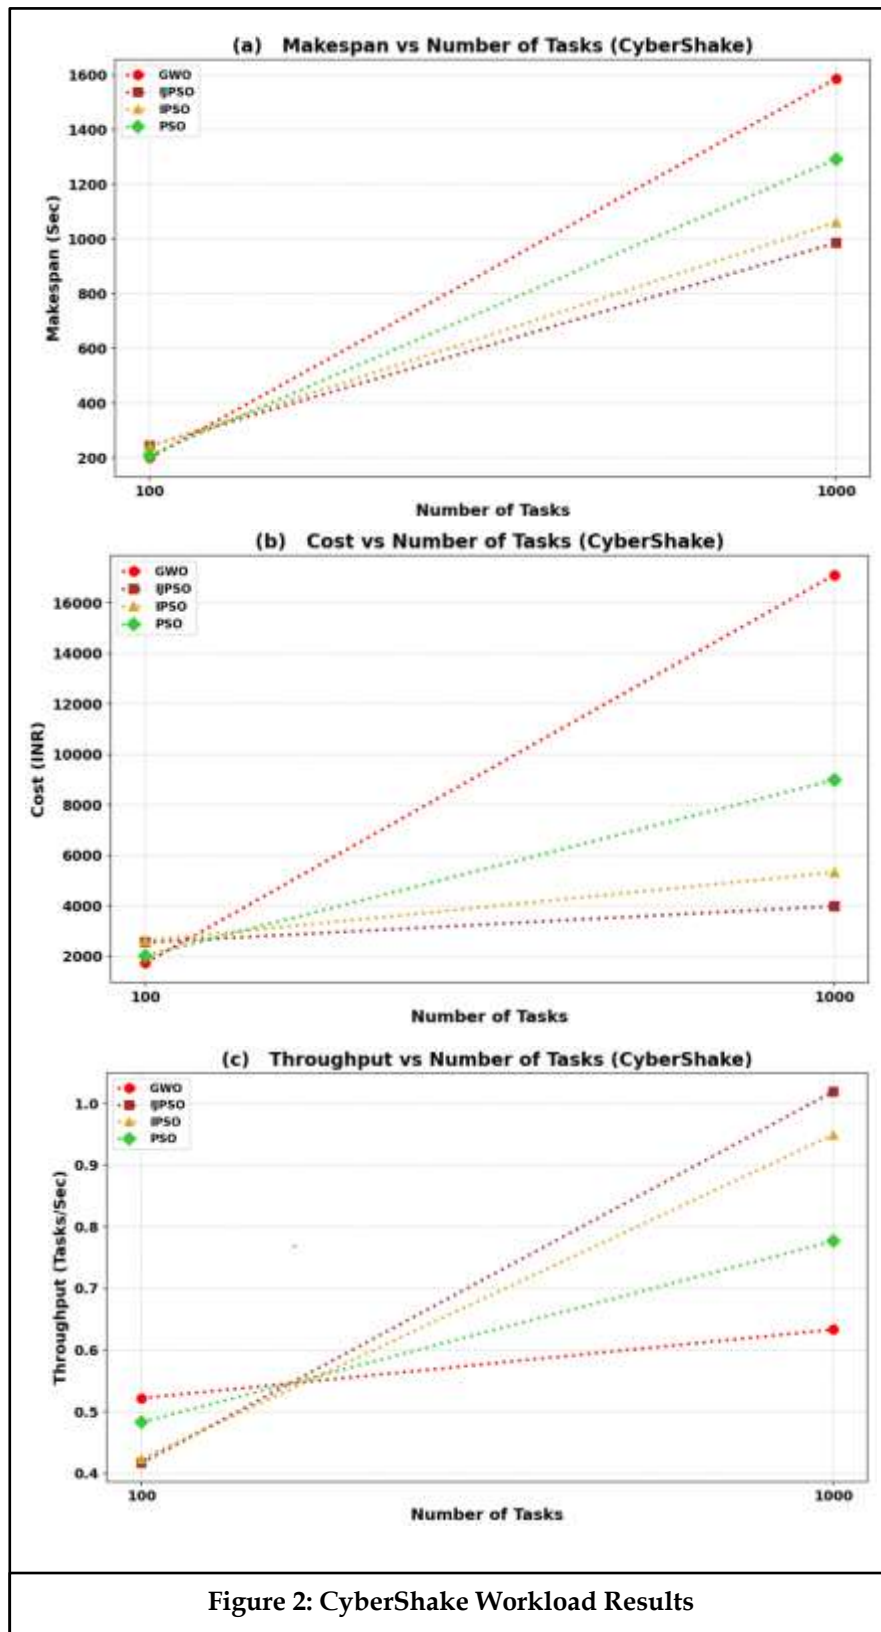 (a) Makespan vs Number of Tasks (CyberShake)
GWO
IJPSO
IPSO
PSO
1600
1400
1200
1000
800
600
400
200
Makespan (Sec)
100 1000
Number of Tasks
(b) Cost vs Number of Tasks (CyberShake)
GWO
IJPSO
IPSO
PSO
16000
14000
12000
10000
8000
6000
4000
2000
Cost (INR)
100 1000
Number of Tasks
(c) Throughput vs Number of Tasks (CyberShake)
GWO
IJPSO
IPSO
PSO
1.0
0.9
0.8
0.7
0.6
0.5
0.4
Throughput (Tasks/Sec)
100 1000
Number of Tasks
Figure 2: CyberShake Workload Results